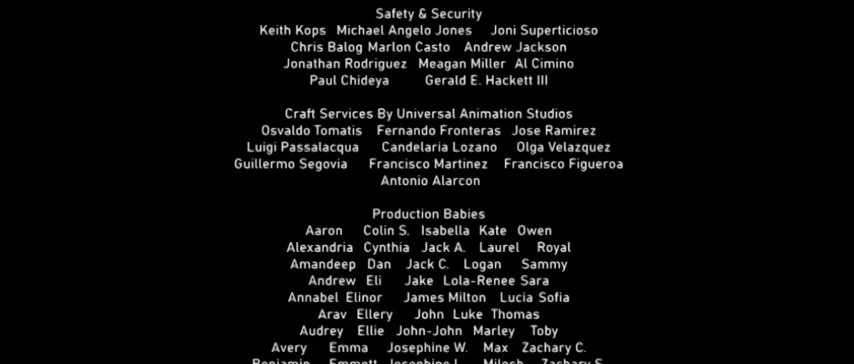 Safety & Security
Keith Kops Michael Angelo Jones Joni Superticioso
Chris Balog Marlon Casto Andrew Jackson
Jonathan Rodriguez Meagan Miller Al Cimino
Paul Chideya Gerald E. Hackett III
Craft Services By Universal Animation Studios
Osvaldo Tomatis Fernando Fronteras Jose Ramirez
Luigi Passalacqua Candelaria Lozano Olga Velazquez
Guillermo Segovia Francisco Martinez Francisco Figueroa
Antonio Alarcon
Production Babies
Aaron Colin S. Isabella Kate Owen
Alexandria Cynthia Jack A. Laurel Royal
Amandeep Dan Jack C. Logan Sammy
Andrew Eli Jake Lola-Renee Sara
Annabel Elinor James Milton Lucia Sofia
Arav Ellery John Luke Thomas
Audrey Ellie John-John Marley Toby
Avery Emma Josephine W. Max Zachary C.
Benjamin Emmett Josephine Milosh Zachary S.